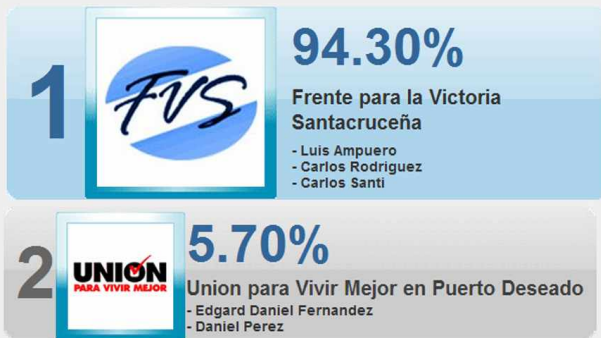 1
FVS
94.30%
Frente para la Victoria
Santacruceña
- Luis Ampuero
- Carlos Rodriguez
- Carlos Santi
2
UNION
PARA VIVIR MEJOR
5.70%
Union para Vivir Mejor en Puerto Deseado
- Edgard Daniel Fernandez
- Daniel Perez